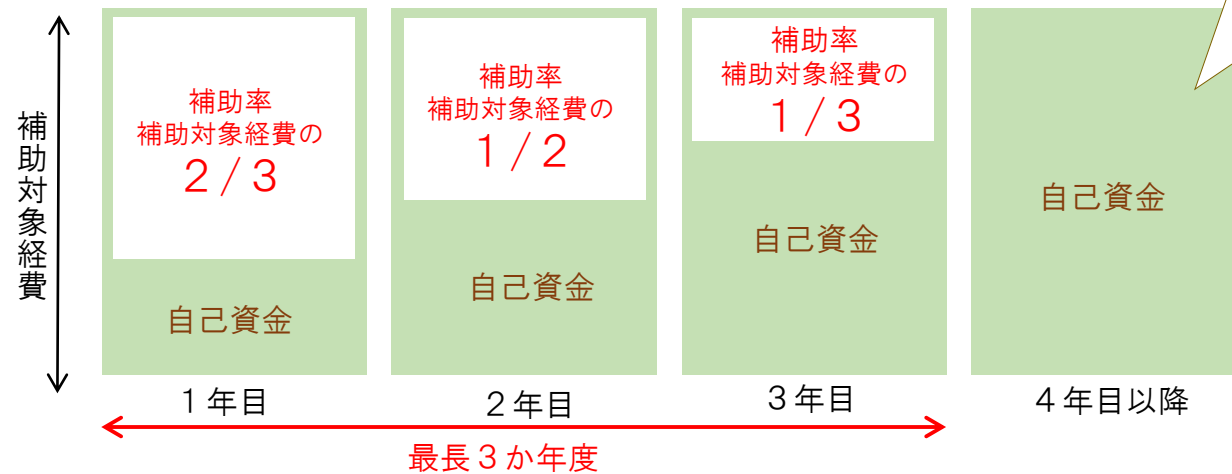 補助対象経費
補助率
補助対象経費の
２/３
自己資金
１年目
補助率
補助対象経費の
１/２
自己資金
２年目
補助率
補助対象経費の
１/３
自己資金
３年目
自己資金
４年目以降
最長３か年度